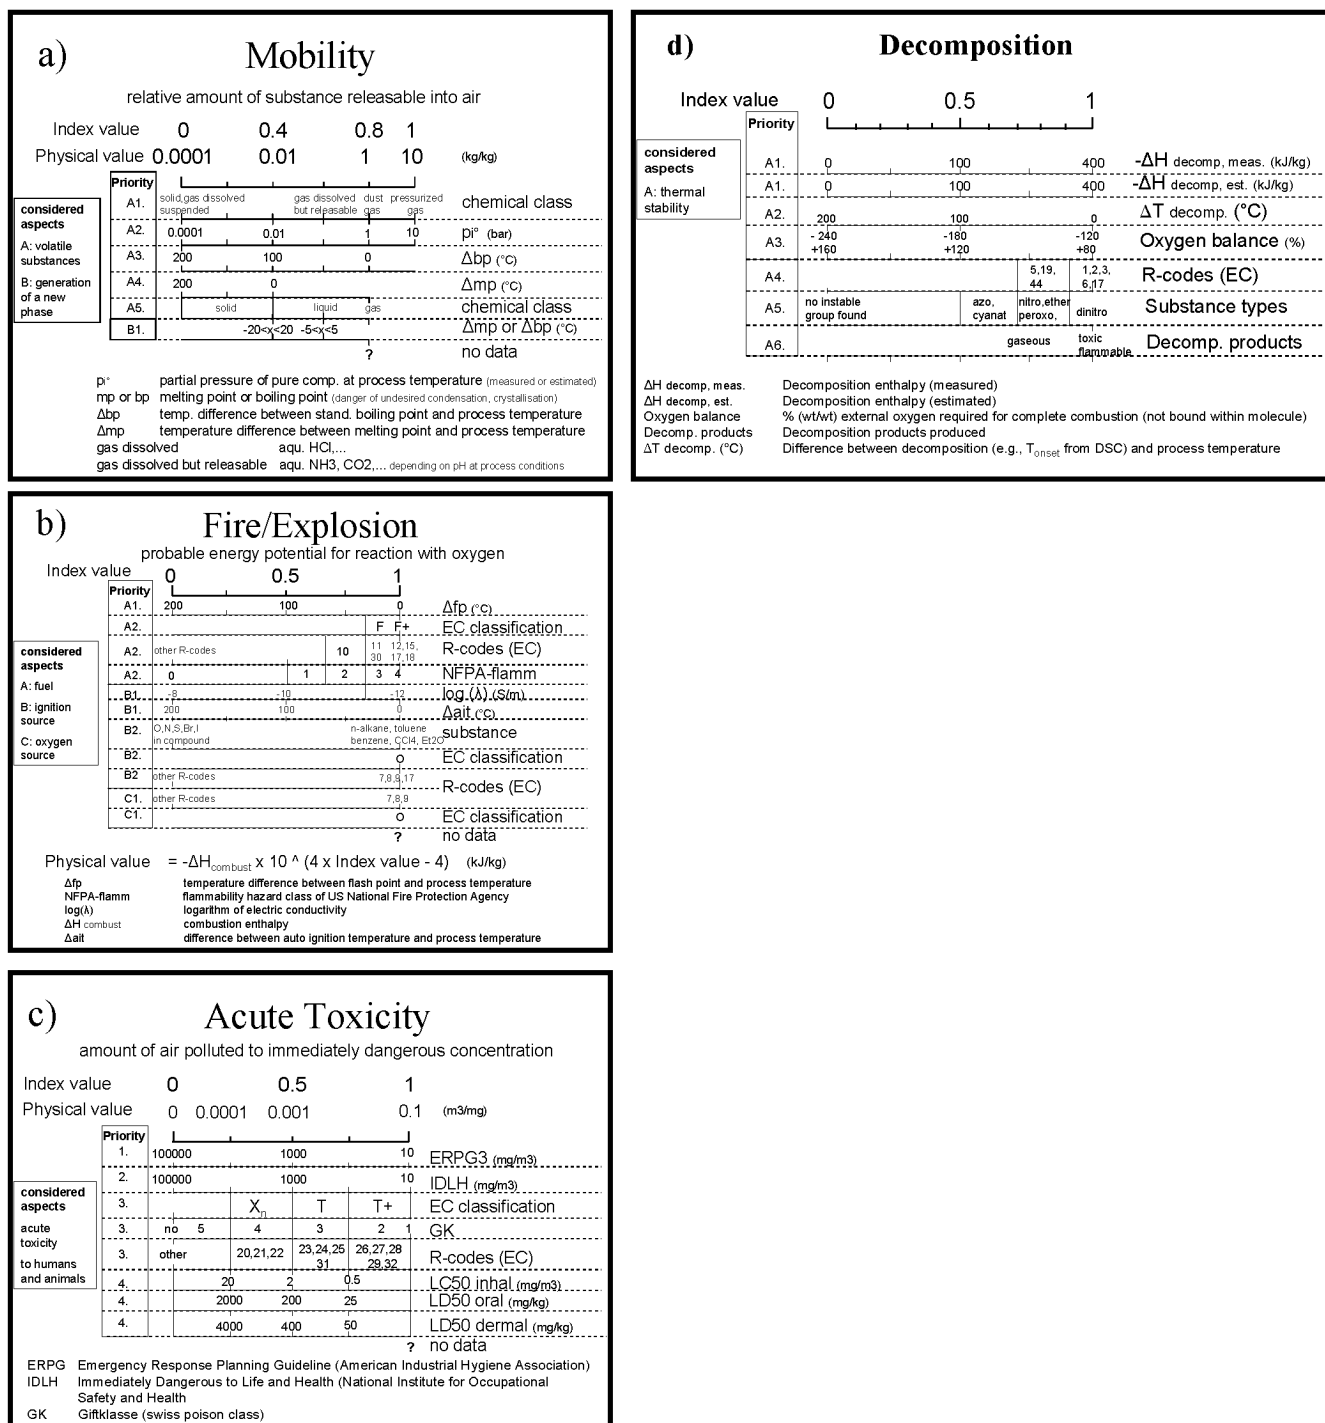 a) Mobility
relative amount of substance releasable into air
Index value 0 0.4 0.8 1
Physical value 0.0001 0.01 1 10 (kg/kg)
Priority
considered aspects
A: volatile substances
B: generation of a new phase
A1. solid,gas dissolved suspended gas dissolved but releasable dust gas pressurized gas chemical class
A2. 0.0001 0.01 1 10 pi° (bar)
A3. 200 100 0 Δbp (°C)
A4. 200 0 Δmp (°C)
A5. solid liquid gas chemical class
B1. -20<x<20 -5<x<5 Δmp or Δbp (°C)
? no data
pi° partial pressure of pure comp. at process temperature (measured or estimated)
mp or bp melting point or boiling point (danger of undesired condensation, crystallisation)
Δbp temp. difference between stand. boiling point and process temperature
Δmp temperature difference between melting point and process temperature
gas dissolved aqu. HCl,...
gas dissolved but releasable aqu. NH3, CO2,... depending on pH at process conditions
b) Fire/Explosion
probable energy potential for reaction with oxygen
Index value 0 0.5 1
Priority
considered aspects
A: fuel
B: ignition source
C: oxygen source
A1. 200 100 0 Δfp (°C)
A2. F F+ EC classification
A2. other R-codes 10 11 30 12,15, 17,18 R-codes (EC)
A2. 0 1 2 3 4 NFPA-flamm
B1. -8 -10 -12 log (λ) (S/m)
B1. 200 100 0 Δait (°C)
B2. O,N,S,Br,I in compound n-alkane, toluene benzene, CCl4, Et2O substance
B2. O EC classification
B2 other R-codes 7,8,9,17
R-codes (EC)
C1. other R-codes 7,8,9
C1. O EC classification
? no data
Physical value = -ΔHcombust x 10 ^ (4 x Index value - 4) (kJ/kg)
Δfp temperature difference between flash point and process temperature
NFPA-flamm flammability hazard class of US National Fire Protection Agency
log(λ) logarithm of electric conductivity
ΔH combust combustion enthalpy
Δait difference between auto ignition temperature and process temperature
c) Acute Toxicity
amount of air polluted to immediately dangerous concentration
Index value 0 0.5 1
Physical value 0 0.0001 0.001 0.1 (m3/mg)
Priority
considered aspects
acute toxicity
to humans and animals
1. 100000 1000 10 ERPG3 (mg/m3)
2. 100000 1000 10 IDLH (mg/m3)
3. Xn T T+ EC classification
3. no 5 4 3 2 1 GK
3. other 20,21,22 23,24,25 31 26,27,28 29,32 R-codes (EC)
4. 20 2 0.5 LC50 inhal (mg/m3)
4. 2000 200 25 LD50 oral (mg/kg)
4. 4000 400 50 LD50 dermal (mg/kg)
? no data
ERPG Emergency Response Planning Guideline (American Industrial Hygiene Association)
IDLH Immediately Dangerous to Life and Health (National Institute for Occupational
Safety and Health
GK Giftklasse (swiss poison class)
d) Decomposition
Index value 0 0.5 1
Priority
considered aspects
A: thermal stability
A1. 0 100 400 -ΔH decomp, meas. (kJ/kg)
A1. 0 100 400 -ΔH decomp, est. (kJ/kg)
A2. 200 100 0 ΔT decomp. (°C)
A3. - 240 +160 -180 +120 -120 +80 Oxygen balance (%)
A4. 5,19, 44 1,2,3, 6,17 R-codes (EC)
A5. no instable group found azo, cyanat nitro,ether peroxo, dinitro Substance types
A6. gaseous toxic flammable Decomp. products
ΔH decomp, meas. Decomposition enthalpy (measured)
ΔH decomp, est. Decomposition enthalpy (estimated)
Oxygen balance % (wt/wt) external oxygen required for complete combustion (not bound within molecule)
Decomp. products Decomposition products produced
ΔT decomp. (°C) Difference between decomposition (e.g., Tonset from DSC) and process temperature